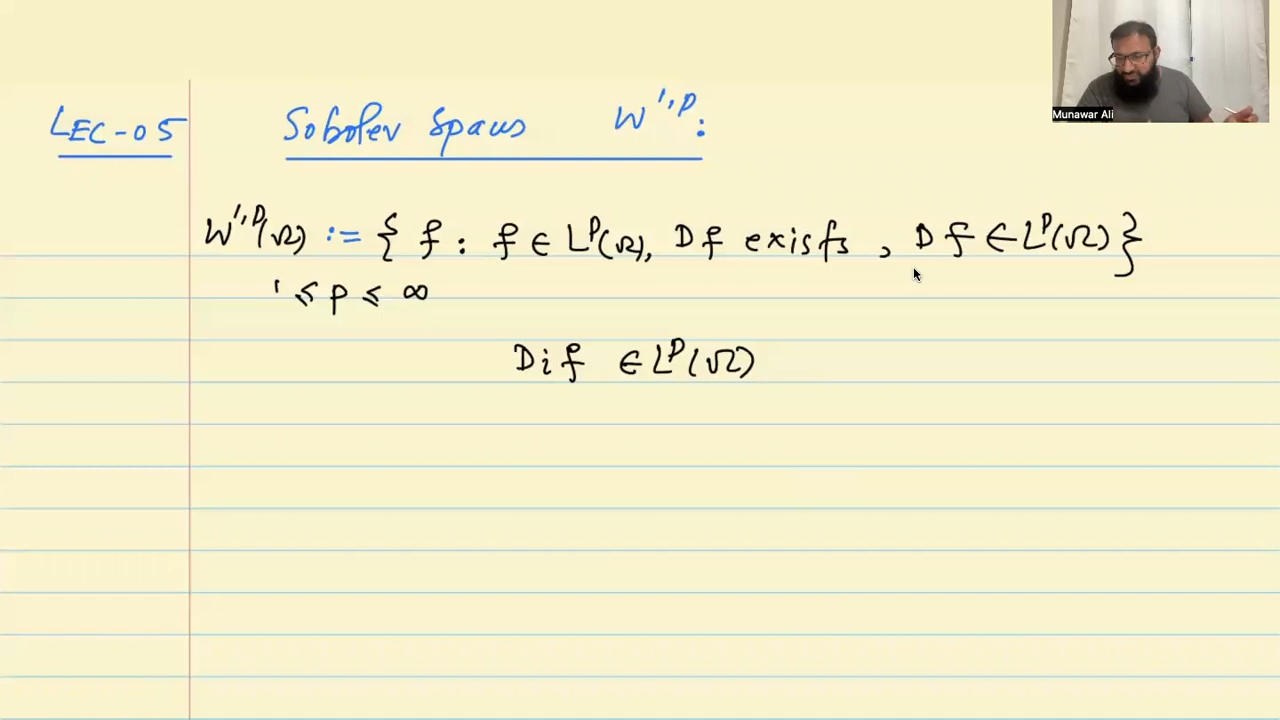 LEC-05 Sobolev Spaces W^{1,p}:
W^{1,p}(Ω) := { f : f ∈ L^p(Ω), Df exists, Df ∈ L^p(Ω) }
1 ≤ p ≤ ∞
D_i f ∈ L^p(Ω)
Munawar Ali